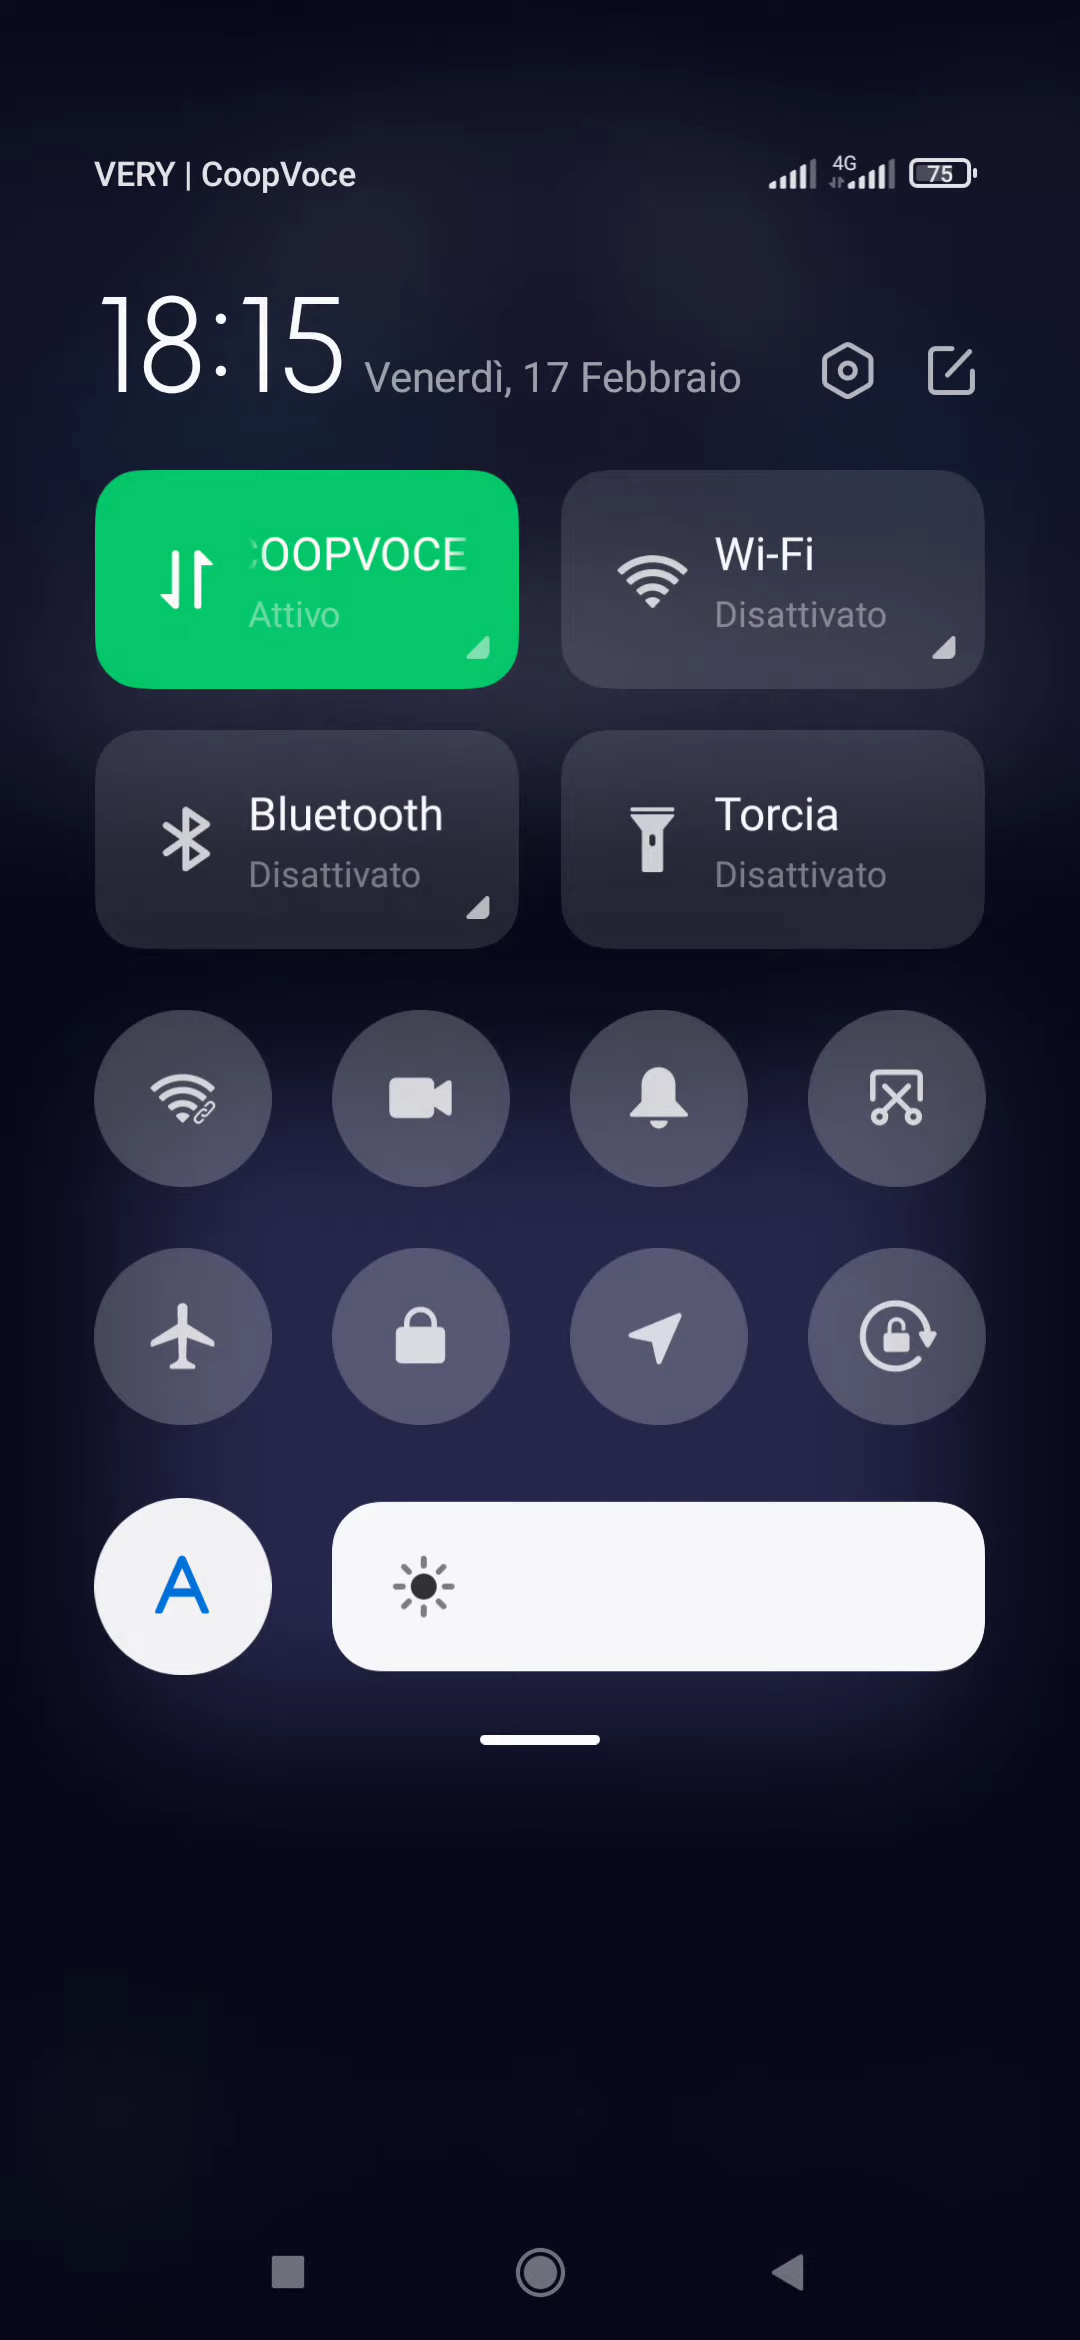 VERY | CoopVoce
4G
75
18:15
Venerdì, 17 Febbraio
OOPVOCE
Attivo
Wi-Fi
Disattivato
Bluetooth
Disattivato
Torcia
Disattivato
A